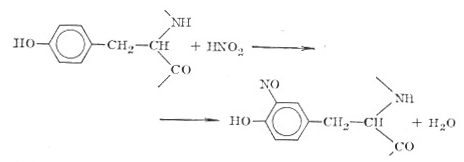 NH
HO
CH₂
CH
+ HNO₂
CO
NO
NH
HO
CH₂
CH
+ H₂O
CO